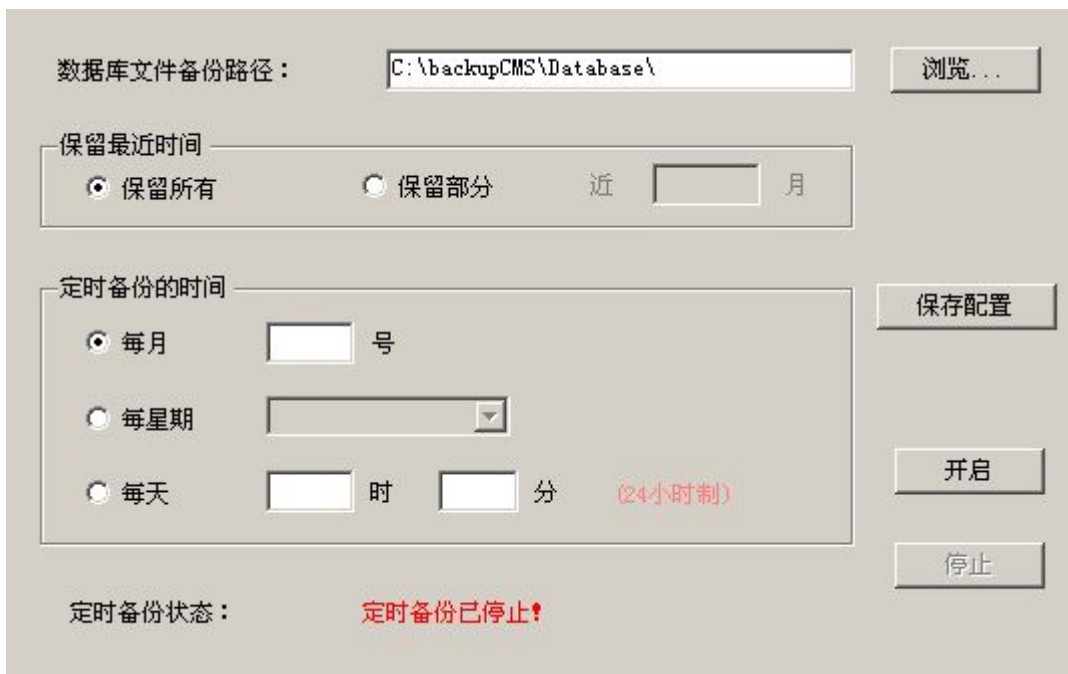 数据库文件备份路径： C:\backupCMS\Database\ 浏览...
保留最近时间
保留所有 保留部分 近 月
定时备份的时间
保存配置
每月 号
每星期
每天 时 分 (24小时制)
开启
停止
定时备份状态： 定时备份已停止!